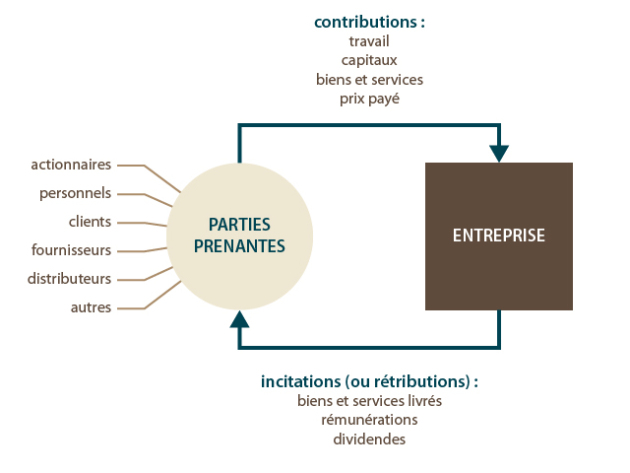 contributions :
travail
capitaux
biens et services
prix payé
actionnaires
personnels
clients
fournisseurs
distributeurs
autres
PARTIES
PRENANTES
ENTREPRISE
incitations (ou rétributions) :
biens et services livrés
rémunérations
dividendes